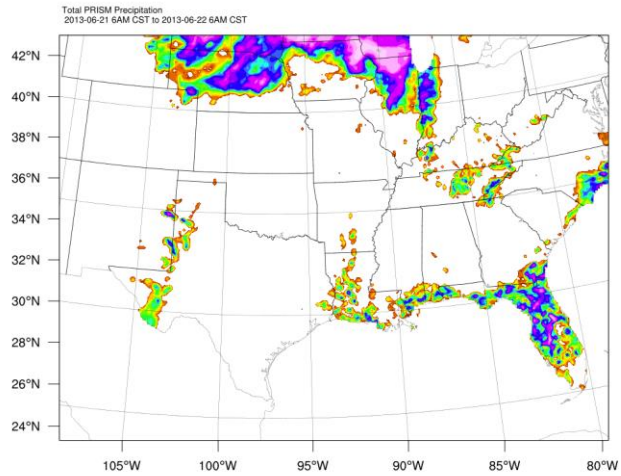 Total PRISM Precipitation
2013-06-21 6AM CST to 2013-06-22 6AM CST
42°N
40°N
38°N
36°N
34°N
32°N
30°N
28°N
26°N
24°N
105°W 100°W 95°W 90°W 85°W 80°W